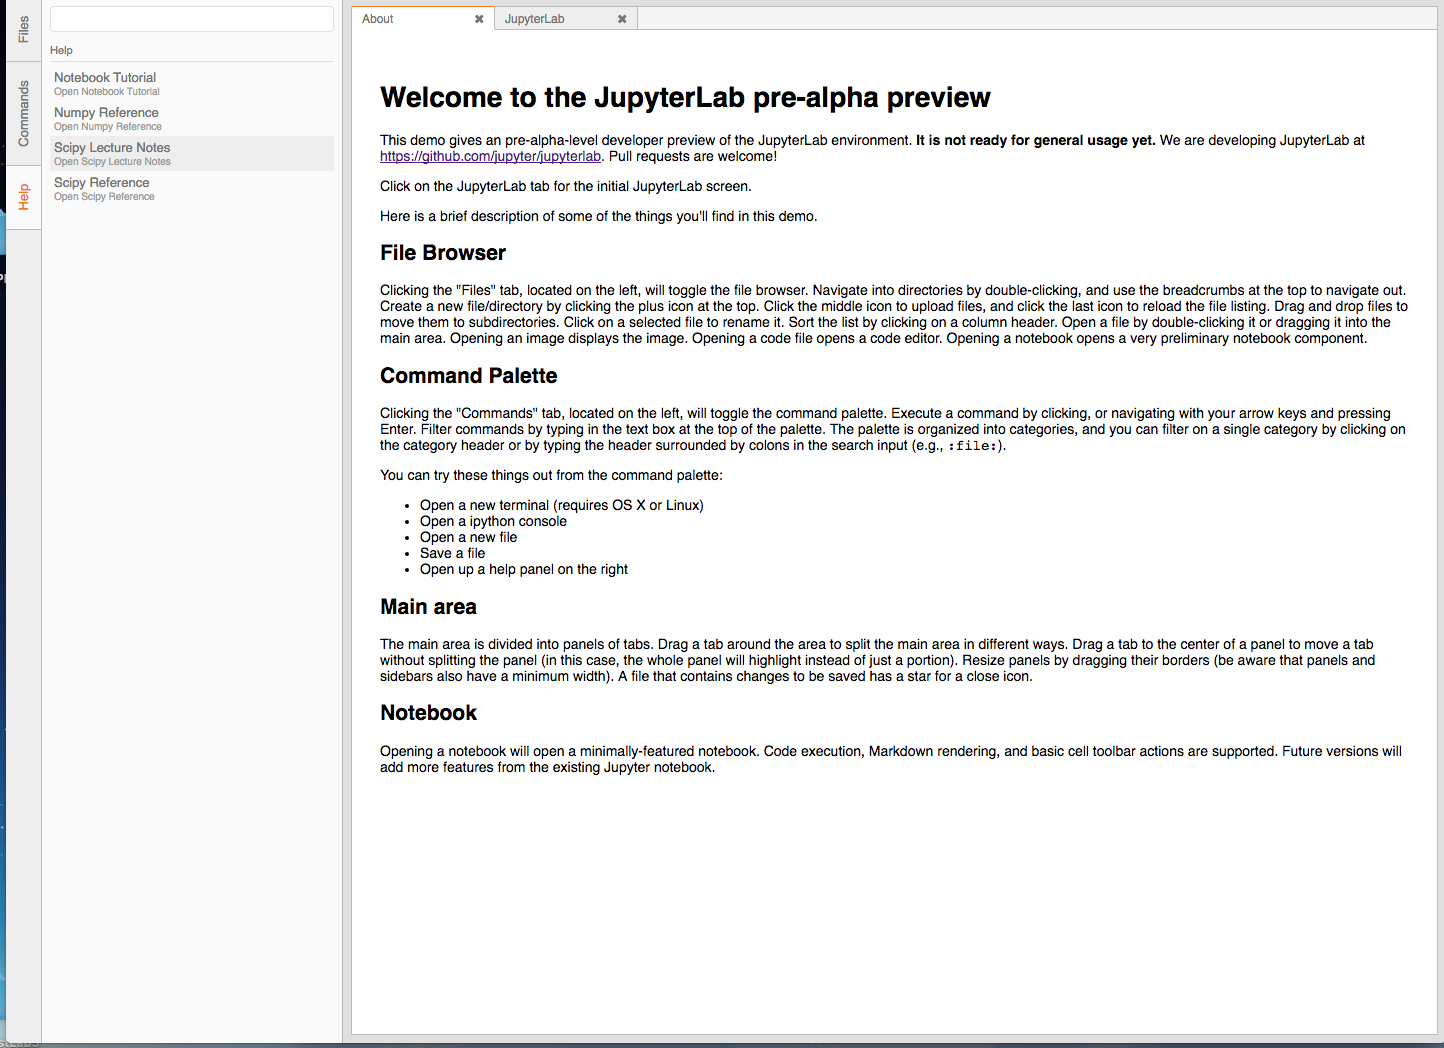 Files
Commands
Help
Help
Notebook Tutorial
Open Notebook Tutorial
Numpy Reference
Open Numpy Reference
Scipy Lecture Notes
Open Scipy Lecture Notes
Scipy Reference
Open Scipy Reference
About
JupyterLab
Welcome to the JupyterLab pre-alpha preview
This demo gives an pre-alpha-level developer preview of the JupyterLab environment. It is not ready for general usage yet. We are developing JupyterLab at
https://github.com/jupyter/jupyterlab. Pull requests are welcome!
Click on the JupyterLab tab for the initial JupyterLab screen.
Here is a brief description of some of the things you'll find in this demo.
File Browser
Clicking the "Files" tab, located on the left, will toggle the file browser. Navigate into directories by double-clicking, and use the breadcrumbs at the top to navigate out.
Create a new file/directory by clicking the plus icon at the top. Click the middle icon to upload files, and click the last icon to reload the file listing. Drag and drop files to
move them to subdirectories. Click on a selected file to rename it. Sort the list by clicking on a column header. Open a file by double-clicking it or dragging it into the
main area. Opening an image displays the image. Opening a code file opens a code editor. Opening a notebook opens a very preliminary notebook component.
Command Palette
Clicking the "Commands" tab, located on the left, will toggle the command palette. Execute a command by clicking, or navigating with your arrow keys and pressing
Enter. Filter commands by typing in the text box at the top of the palette. The palette is organized into categories, and you can filter on a single category by clicking on
the category header or by typing the header surrounded by colons in the search input (e.g., :file:).
You can try these things out from the command palette:
• Open a new terminal (requires OS X or Linux)
• Open a ipython console
• Open a new file
• Save a file
• Open up a help panel on the right
Main area
The main area is divided into panels of tabs. Drag a tab around the area to split the main area in different ways. Drag a tab to the center of a panel to move a tab
without splitting the panel (in this case, the whole panel will highlight instead of just a portion). Resize panels by dragging their borders (be aware that panels and
sidebars also have a minimum width). A file that contains changes to be saved has a star for a close icon.
Notebook
Opening a notebook will open a minimally-featured notebook. Code execution, Markdown rendering, and basic cell toolbar actions are supported. Future versions will
add more features from the existing Jupyter notebook.